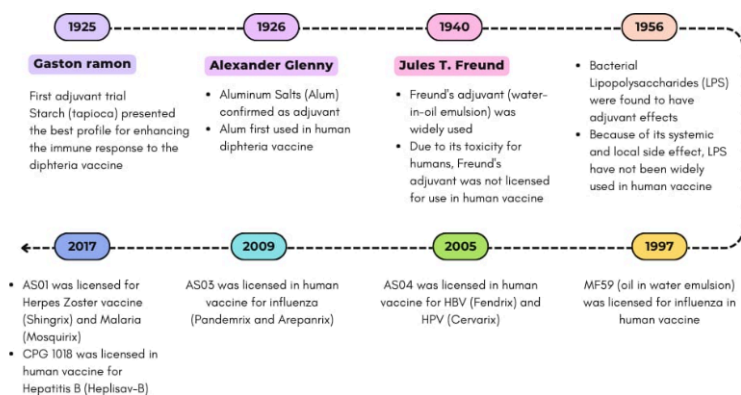 1925
Gaston ramon
First adjuvant trial
Starch (tapioca) presented
the best profile for enhancing
the immune response to the
diphteria vaccine
1926
Alexander Glenny
• Aluminum Salts (Alum)
confirmed as adjuvant
• Alum first used in human
diphteria vaccine
1940
Jules T. Freund
• Freund's adjuvant (water-
in-oil emulsion) was
widely used
• Due to its toxicity for
humans, Freund's
adjuvant was not licensed
for use in human vaccine
1956
• Bacterial
Lipopolysaccharides (LPS)
were found to have
adjuvant effects
• Because of its systemic
and local side effect, LPS
have not been widely
used in human vaccine
2017
• AS01 was licensed for
Herpes Zoster vaccine
(Shingrix) and Malaria
(Mosquirix)
• CPG 1018 was licensed in
human vaccine for
Hepatitis B (Heplisav-B)
2009
AS03 was licensed in human
vaccine for influenza
(Pandemrix and Arepanrix)
2005
AS04 was licensed in human
vaccine for HBV (Fendrix) and
HPV (Cervarix)
1997
MF59 (oil in water emulsion)
was licensed for influenza in
human vaccine